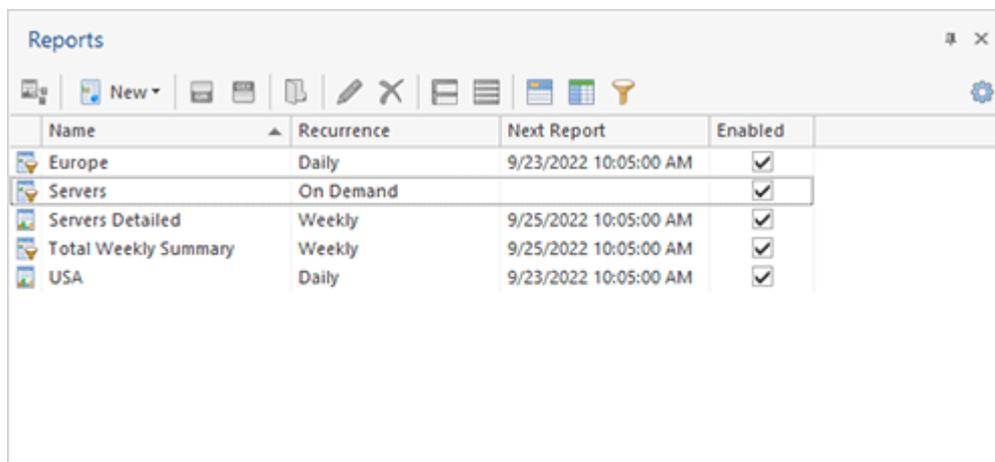 Reports
New
Name Recurrence Next Report Enabled
Europe Daily 9/23/2022 10:05:00 AM
Servers On Demand
Servers Detailed Weekly 9/25/2022 10:05:00 AM
Total Weekly Summary Weekly 9/25/2022 10:05:00 AM
USA Daily 9/23/2022 10:05:00 AM